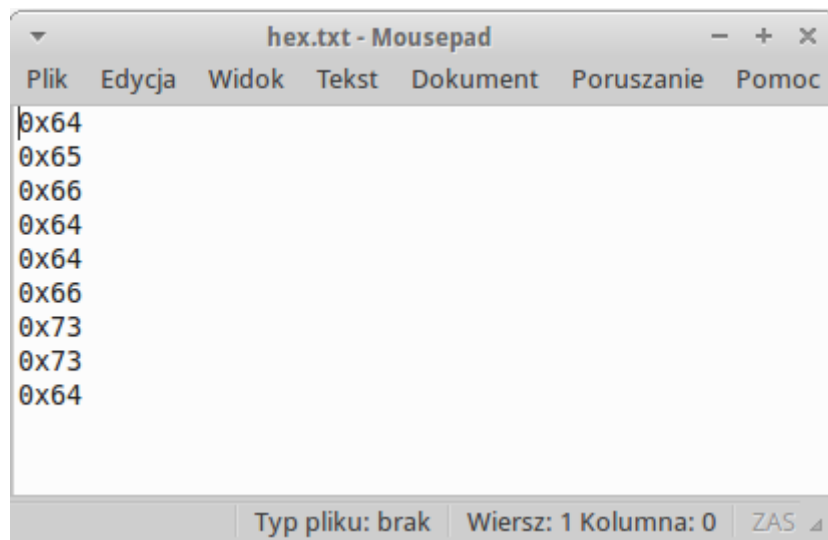 hex.txt - Mousepad
Plik Edycja Widok Tekst Dokument Poruszanie Pomoc
0x64
0x65
0x66
0x64
0x64
0x66
0x73
0x73
0x64
Typ pliku: brak Wiersz: 1 Kolumna: 0 ZAS